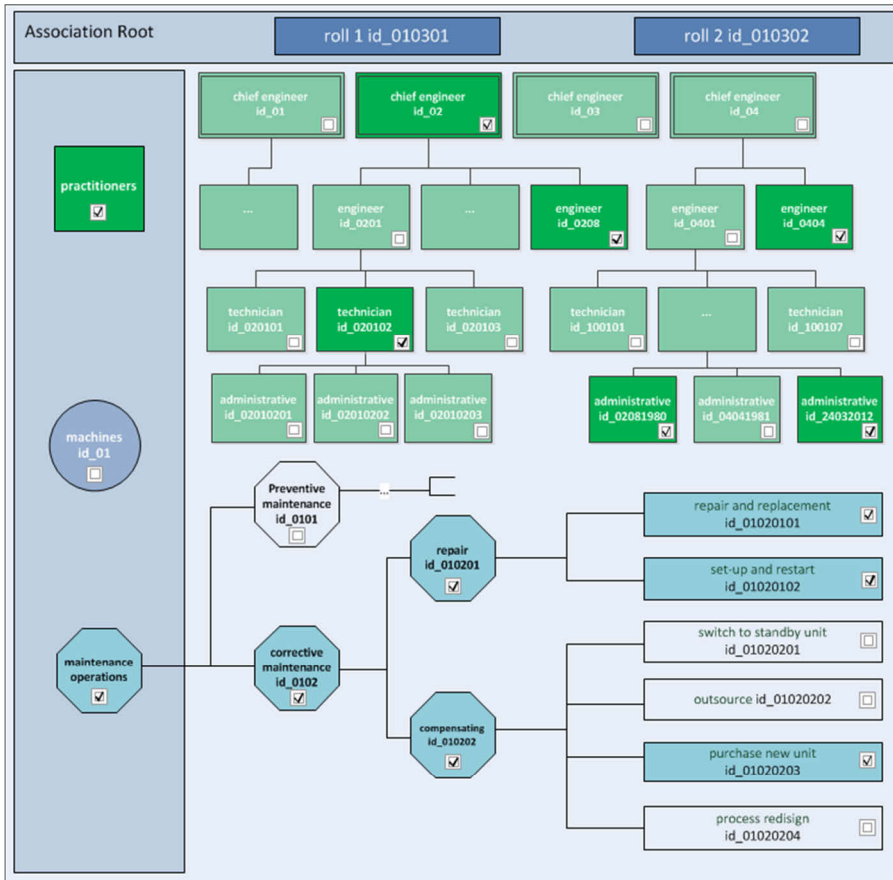 Association Root
roll 1 id_010301
roll 2 id_010302
chief engineer
id_01
chief engineer
id_02
chief engineer
id_03
chief engineer
id_04
practitioners
...
engineer
id_0201
...
engineer
id_0208
engineer
id_0401
engineer
id_0404
technician
id_020101
technician
id_020102
technician
id_020103
technician
id_100101
...
technician
id_100107
administrative
id_02010201
administrative
id_02010202
administrative
id_02010203
administrative
id_02081980
administrative
id_04041981
administrative
id_24032012
machines
id_01
Preventive
maintenance
id_0101
...
repair
id_010201
repair and replacement
id_01020101
set-up and restart
id_01020102
maintenance
operations
corrective
maintenance
id_0102
compensating
id_010202
switch to standby unit
id_01020201
outsource id_01020202
purchase new unit
id_01020203
process redisign
id_01020204